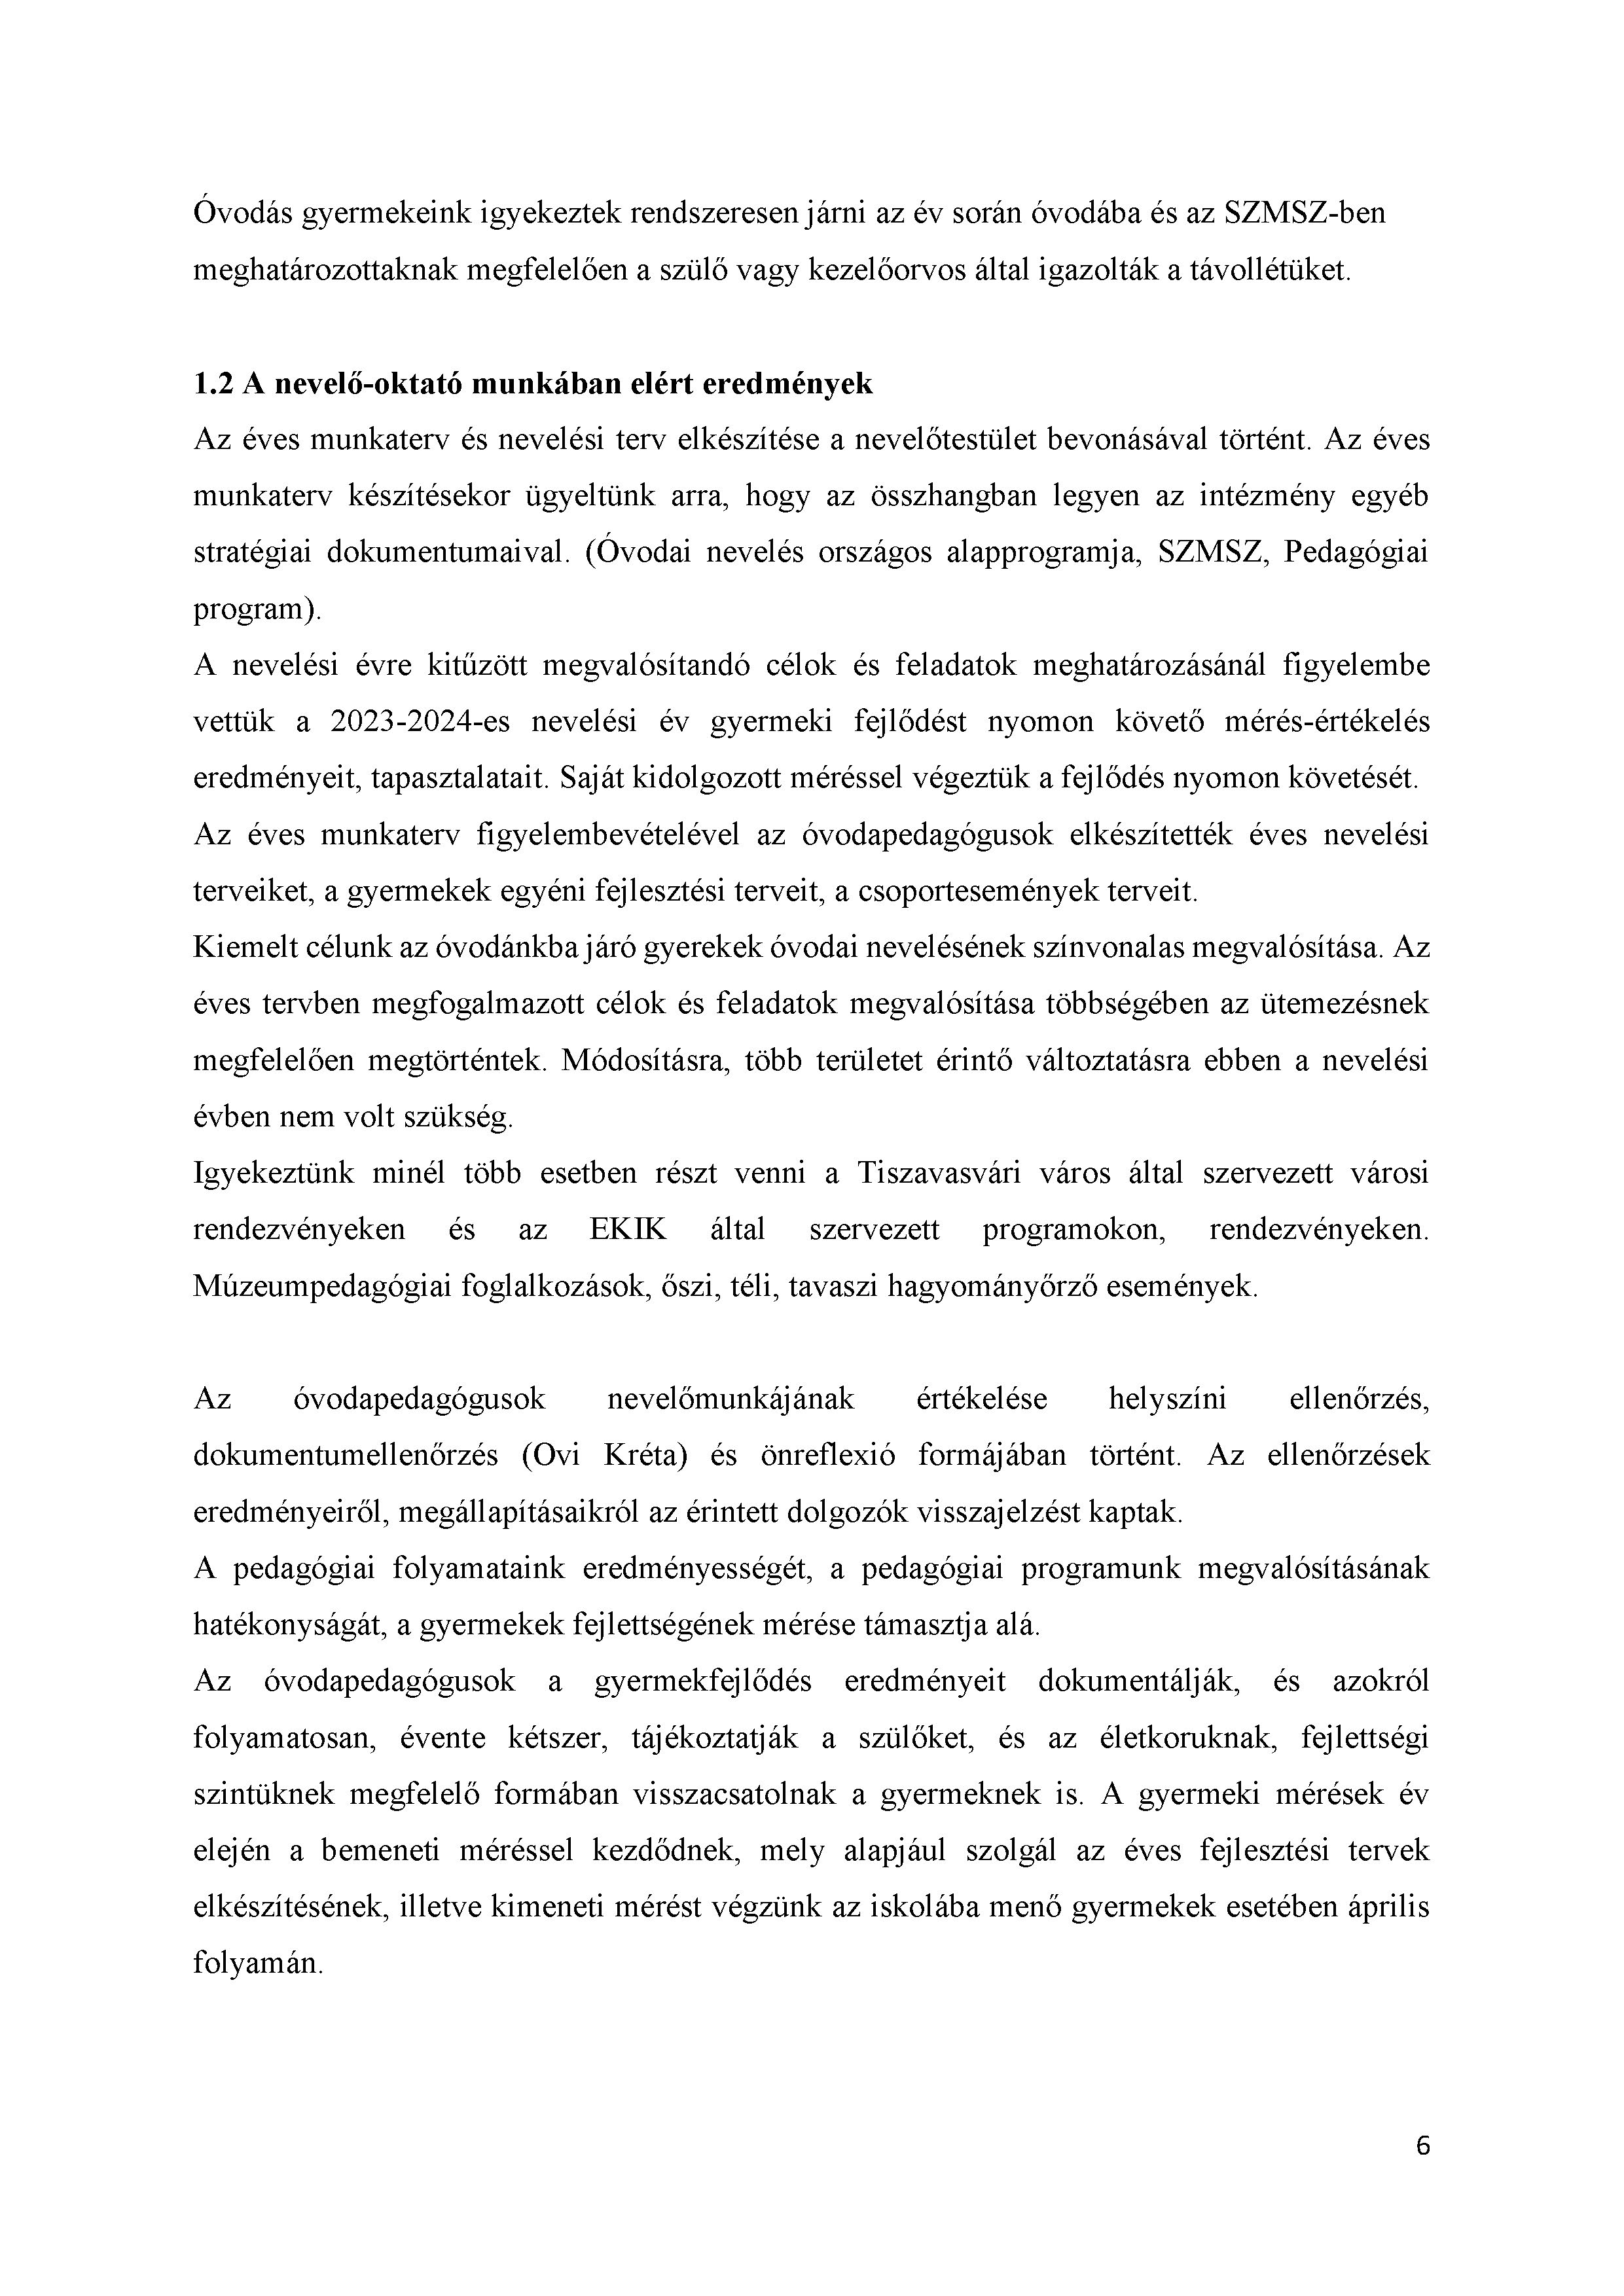 Óvodás gyermekeink igyekeztek rendszeresen járni az év során óvodába és az SZMSZ-ben
meghatározottaknak megfelelően a szülő vagy kezelőorvos által igazolták a távollétüket.
1.2 A nevelő-oktató munkában elért eredmények
Az éves munkaterv és nevelési terv elkészítése a nevelőtestület bevonásával történt. Az éves
munkaterv készítésekor ügyeltünk arra, hogy az összhangban legyen az intézmény egyéb
stratégiai dokumentumaival. (Óvodai nevelés országos alapprogramja, SZMSZ, Pedagógiai
program).
A nevelési évre kitűzött megvalósítandó célok és feladatok meghatározásánál figyelembe
vettük a 2023-2024-es nevelési év gyermeki fejlődést nyomon követő mérés-értékelés
eredményeit, tapasztalatait. Saját kidolgozott méréssel végeztük a fejlődés nyomon követését.
Az éves munkaterv figyelembevételével az óvodapedagógusok elkészítették éves nevelési
terveiket, a gyermekek egyéni fejlesztési terveit, a csoportesemények terveit.
Kiemelt célunk az óvodánkba járó gyerekek óvodai nevelésének színvonalas megvalósítása. Az
éves tervben megfogalmazott célok és feladatok megvalósítása többségében az ütemezésnek
megfelelően megtörténtek. Módosításra, több területet érintő változtatásra ebben a nevelési
évben nem volt szükség.
Igyekeztünk minél több esetben részt venni a Tiszavasvári város által szervezett városi
rendezvényeken és az EKIK által szervezett programokon, rendezvényeken.
Múzeumpedagógiai foglalkozások, őszi, téli, tavaszi hagyományőrző események.
Az óvodapedagógusok nevelőmunkájának értékelése helyszíni ellenőrzés,
dokumentumellenőrzés (Ovi Kréta) és önreflexió formájában történt. Az ellenőrzések
eredményeiről, megállapításaikról az érintett dolgozók visszajelzést kaptak.
A pedagógiai folyamataink eredményességét, a pedagógiai programunk megvalósításának
hatékonyságát, a gyermekek fejlettségének mérése támasztja alá.
Az óvodapedagógusok a gyermekfejlődés eredményeit dokumentálják, és azokról
folyamatosan, évente kétszer, tájékoztatják a szülőket, és az életkoruknak, fejlettségi
szintüknek megfelelő formában visszacsatolnak a gyermeknek is. A gyermeki mérések év
elején a bemeneti méréssel kezdődnek, mely alapjául szolgál az éves fejlesztési tervek
elkészítésének, illetve kimeneti mérést végzünk az iskolába menő gyermekek esetében április
folyamán.
6